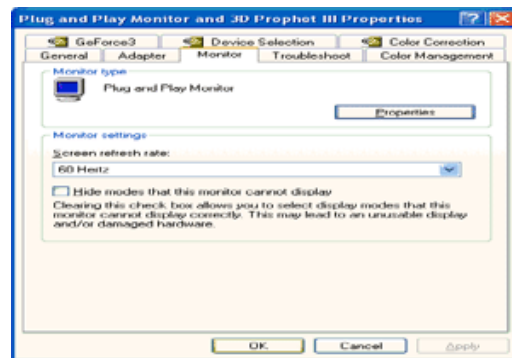 Plug and Play Monitor and 3D Prophet III Properties
GeForce3 Device Selection Color Correction
General Adapter Monitor Troubleshoot Color Management
Monitor type
Plug and Play Monitor
Properties
Monitor settings
Screen refresh rate:
60 Hertz
Hide modes that this monitor cannot display
Clearing this check box allows you to select display modes that this
monitor cannot display correctly. This may lead to an unusable display
and/or damaged hardware.
OK Cancel Apply